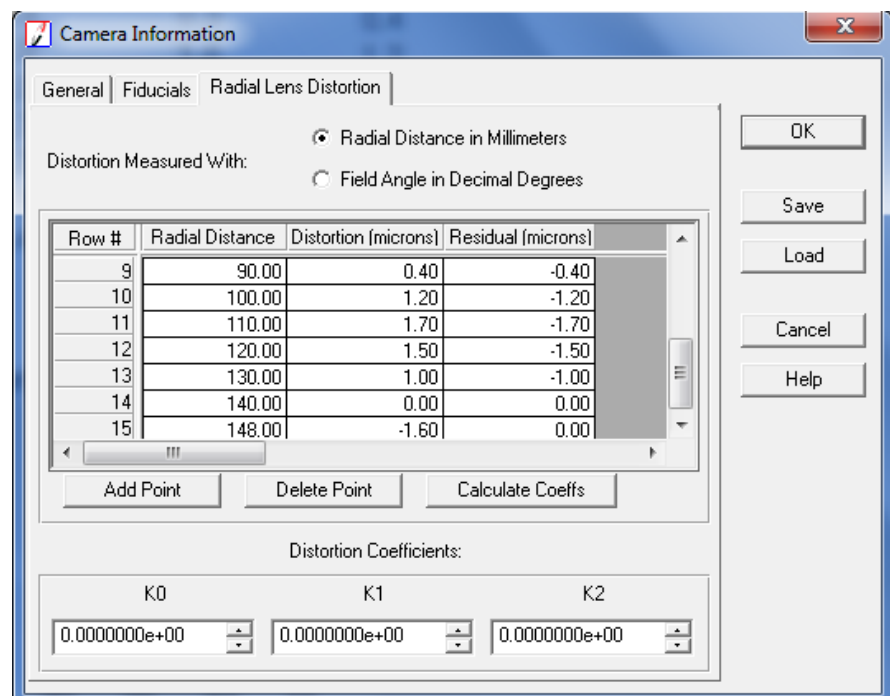 Camera Information
General Fiducials Radial Lens Distortion
Distortion Measured With:
Radial Distance in Millimeters
Field Angle in Decimal Degrees
Row # Radial Distance Distortion (microns) Residual (microns)
9 90.00 0.40 -0.40
10 100.00 1.20 -1.20
11 110.00 1.70 -1.70
12 120.00 1.50 -1.50
13 130.00 1.00 -1.00
14 140.00 0.00 0.00
15 148.00 -1.60 0.00
Add Point Delete Point Calculate Coeffs
Distortion Coefficients:
K0 K1 K2
0.0000000e+00 0.0000000e+00 0.0000000e+00
OK
Save
Load
Cancel
Help